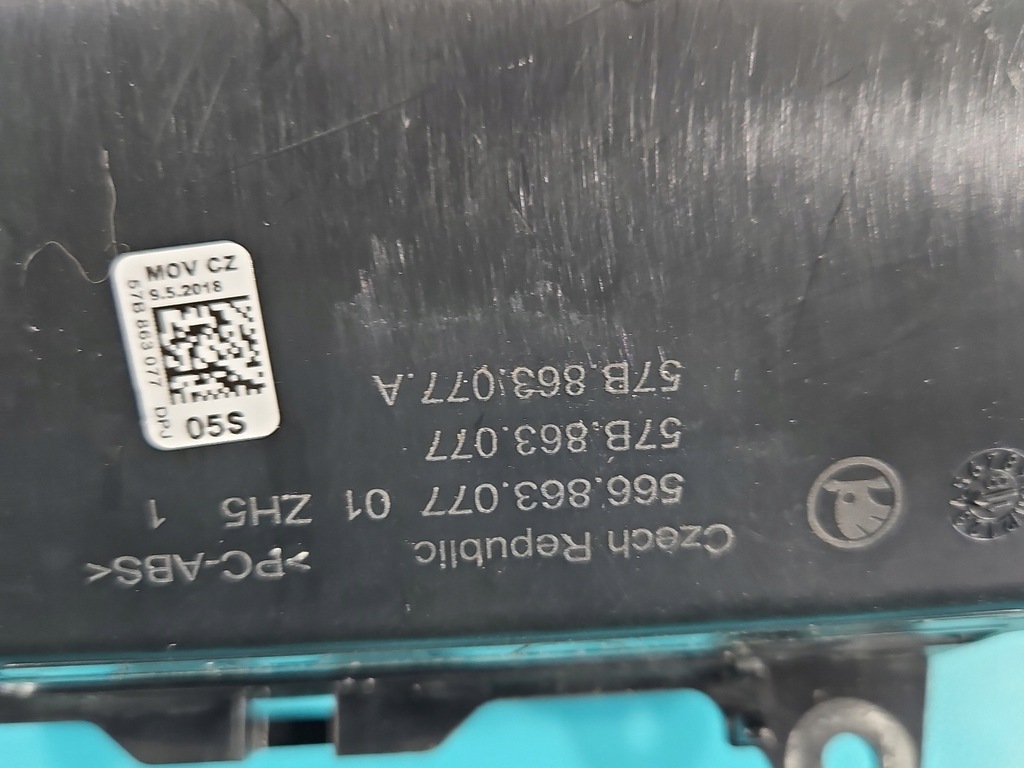 MOV CZ
9.5.2018
57B 863 077 DPJ
05S
Czech Republic >PC-ABS<
566.863.077 01 ZH5 1
57B.863.077
57B.863.077.A